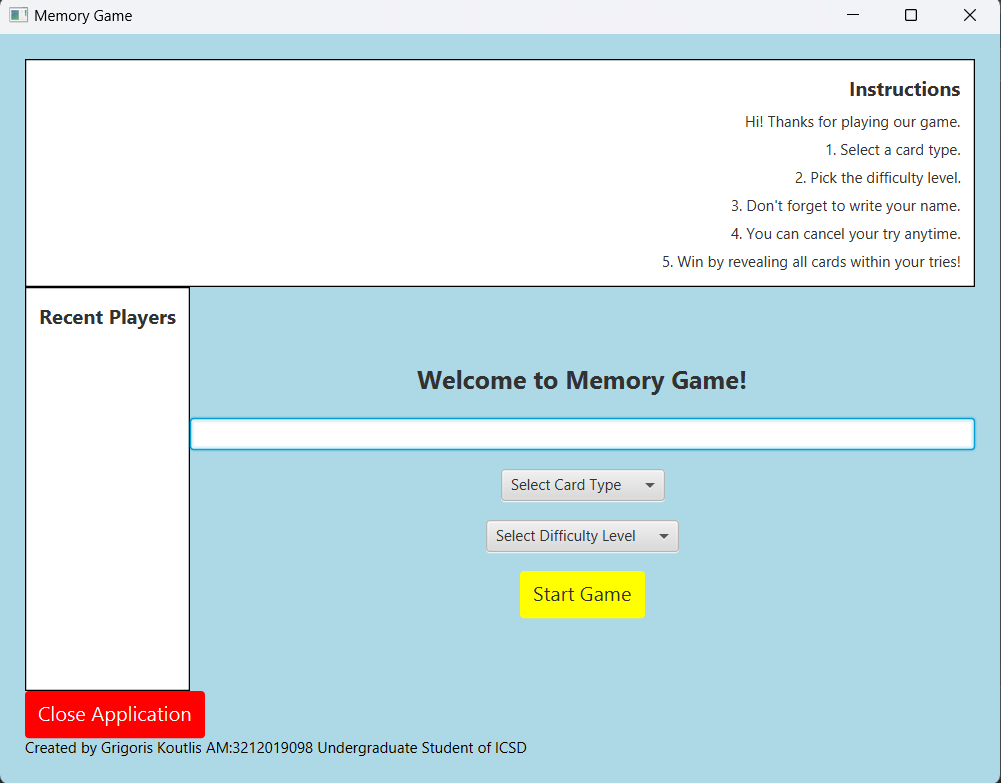 Memory Game
Instructions
Hi! Thanks for playing our game.
1. Select a card type.
2. Pick the difficulty level.
3. Don't forget to write your name.
4. You can cancel your try anytime.
5. Win by revealing all cards within your tries!
Recent Players
Welcome to Memory Game!
Select Card Type
Select Difficulty Level
Start Game
Close Application
Created by Grigoris Koutlis AM:3212019098 Undergraduate Student of ICSD